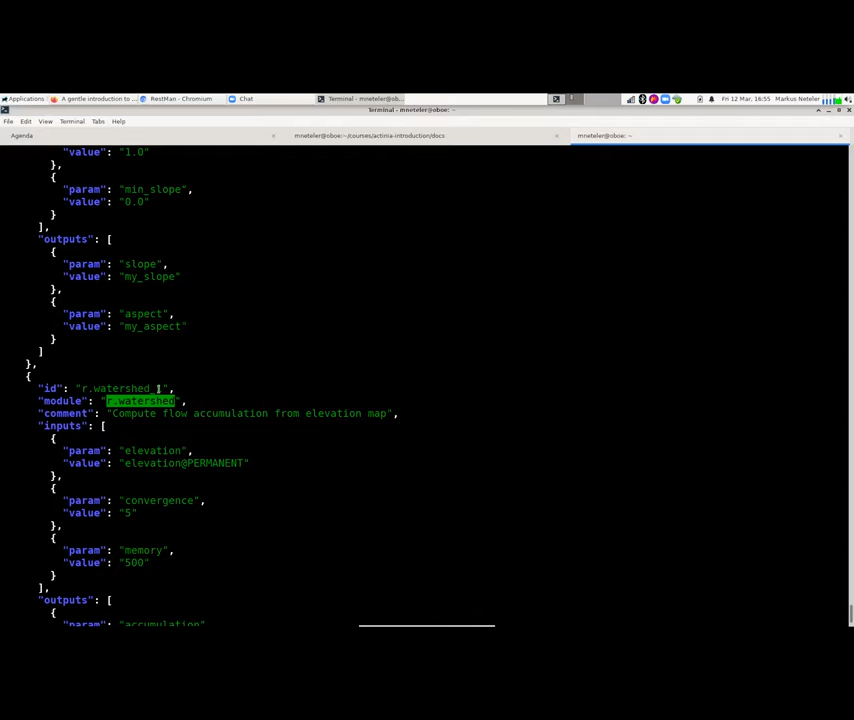 Applications
A gentle introduction to ...
RestMan - Chromium
Chat
Terminal - mneteler@ob...
Fri 12 Mar, 16:55
Markus Neteler
Terminal - mneteler@oboe: ~
File Edit View Terminal Tabs Help
Agenda
mneteler@oboe:~/courses/actinia-introduction/docs
mneteler@oboe: ~
"value": "1.0"
},
{
"param": "min_slope",
"value": "0.0"
}
],
"outputs": [
{
"param": "slope",
"value": "my_slope"
},
{
"param": "aspect",
"value": "my_aspect"
}
]
},
{
"id": "r.watershed_1",
"module": "r.watershed",
"comment": "Compute flow accumulation from elevation map",
"inputs": [
{
"param": "elevation",
"value": "elevation@PERMANENT"
},
{
"param": "convergence",
"value": "5"
},
{
"param": "memory",
"value": "500"
}
],
"outputs": [
{
"param": "accumulation"